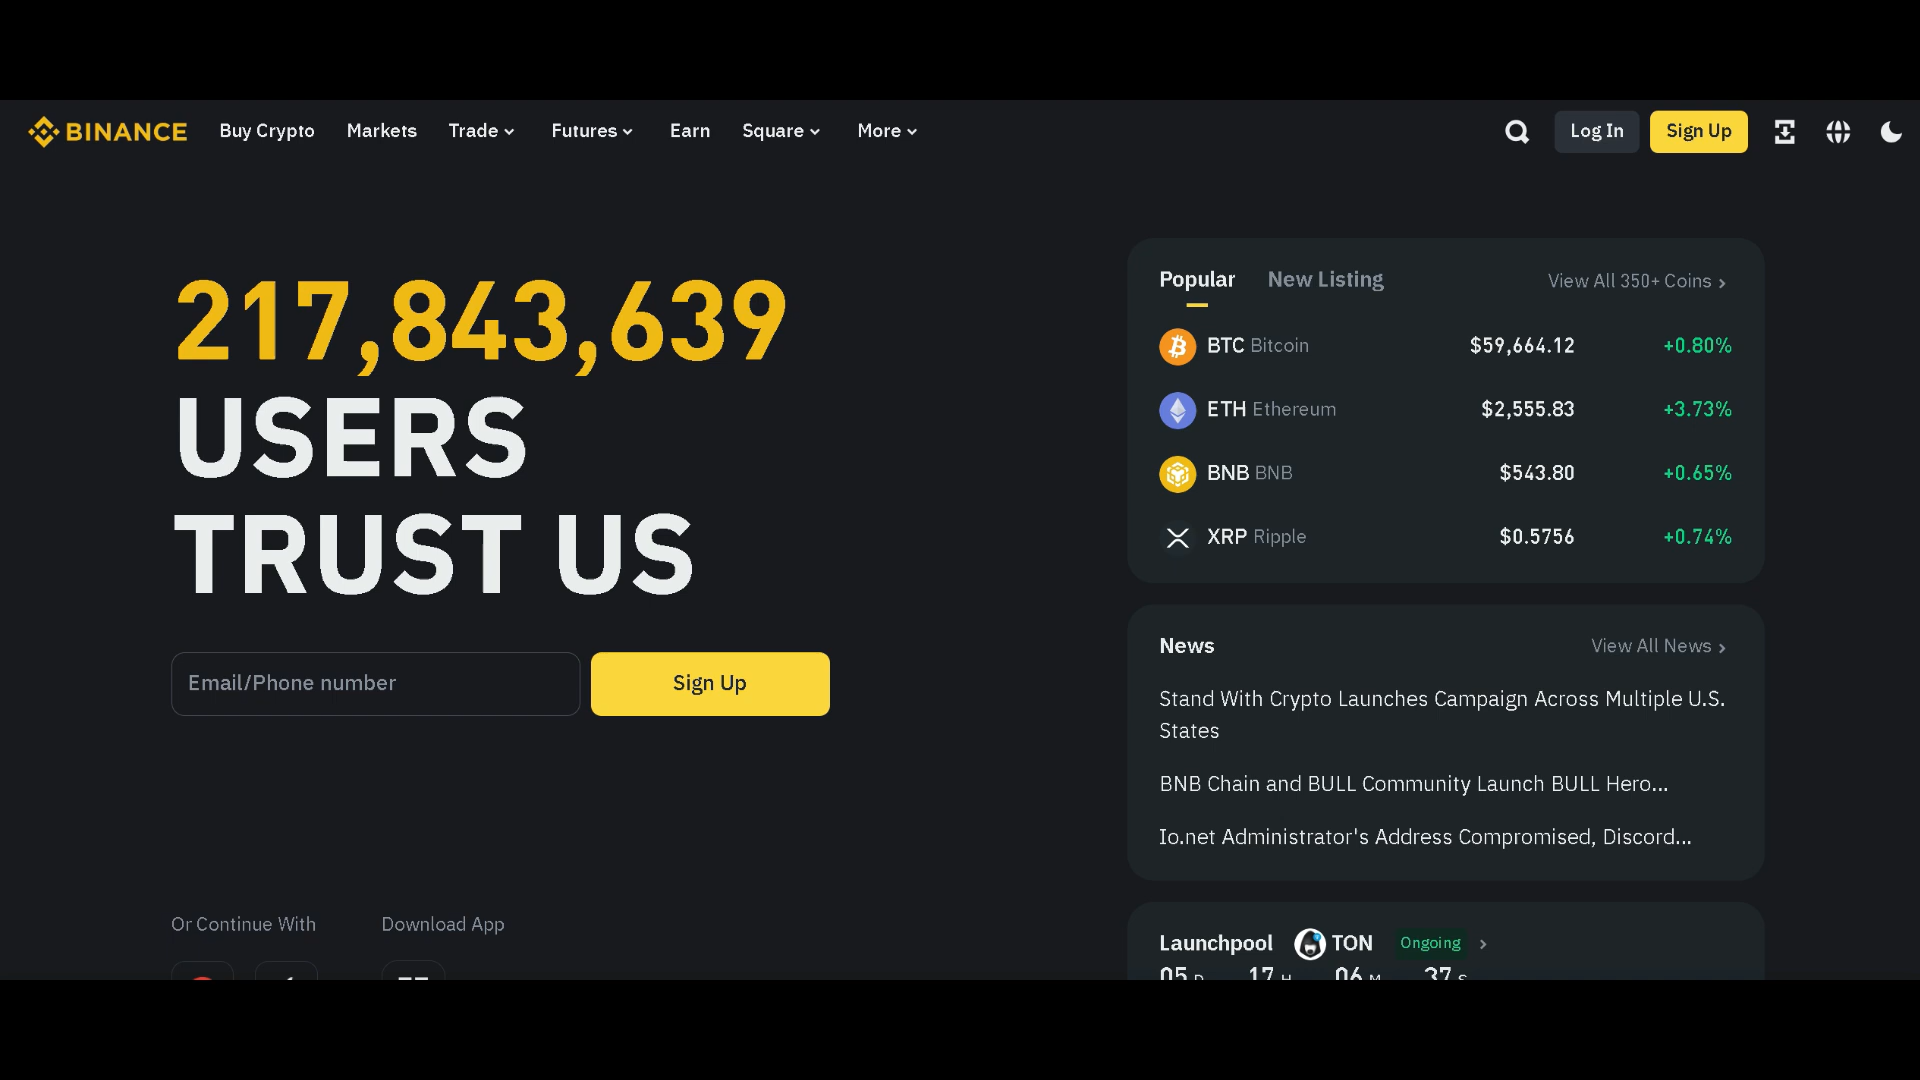 BINANCE Buy Crypto Markets Trade Futures Earn Square More Log In Sign Up
217,843,639
USERS
TRUST US
Email/Phone number Sign Up
Or Continue With Download App
Popular New Listing View All 350+ Coins
BTC Bitcoin $59,664.12 +0.80%
ETH Ethereum $2,555.83 +3.73%
BNB BNB $543.80 +0.65%
XRP Ripple $0.5756 +0.74%
News View All News
Stand With Crypto Launches Campaign Across Multiple U.S.
States
BNB Chain and BULL Community Launch BULL Hero...
Io.net Administrator's Address Compromised, Discord...
Launchpool TON Ongoing
05 D 17 H 06 M 37 S